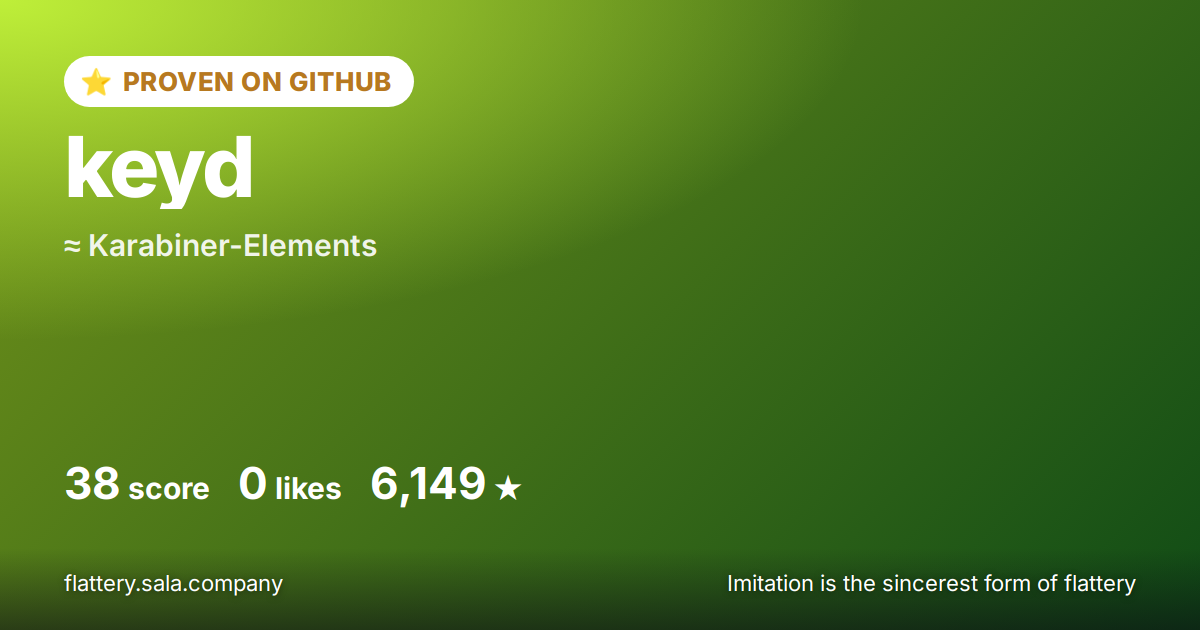 ⭐ PROVEN ON GITHUB
keyd
≈ Karabiner-Elements
38 score 0 likes 6,149 ★
flattery.sala.company
Imitation is the sincerest form of flattery